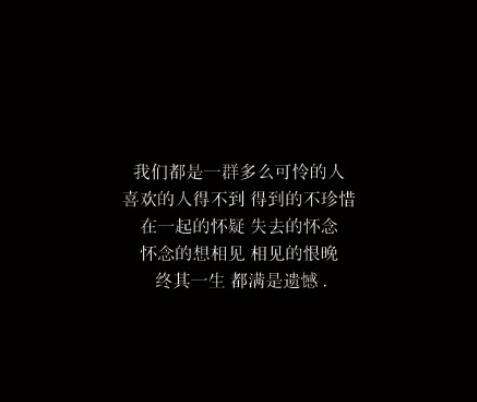 我们都是一群多么可怜的人
喜欢的人得不到 得到的不珍惜
在一起的怀疑 失去的怀念
怀念的想相见 相见的恨晚
终其一生 都满是遗憾 .